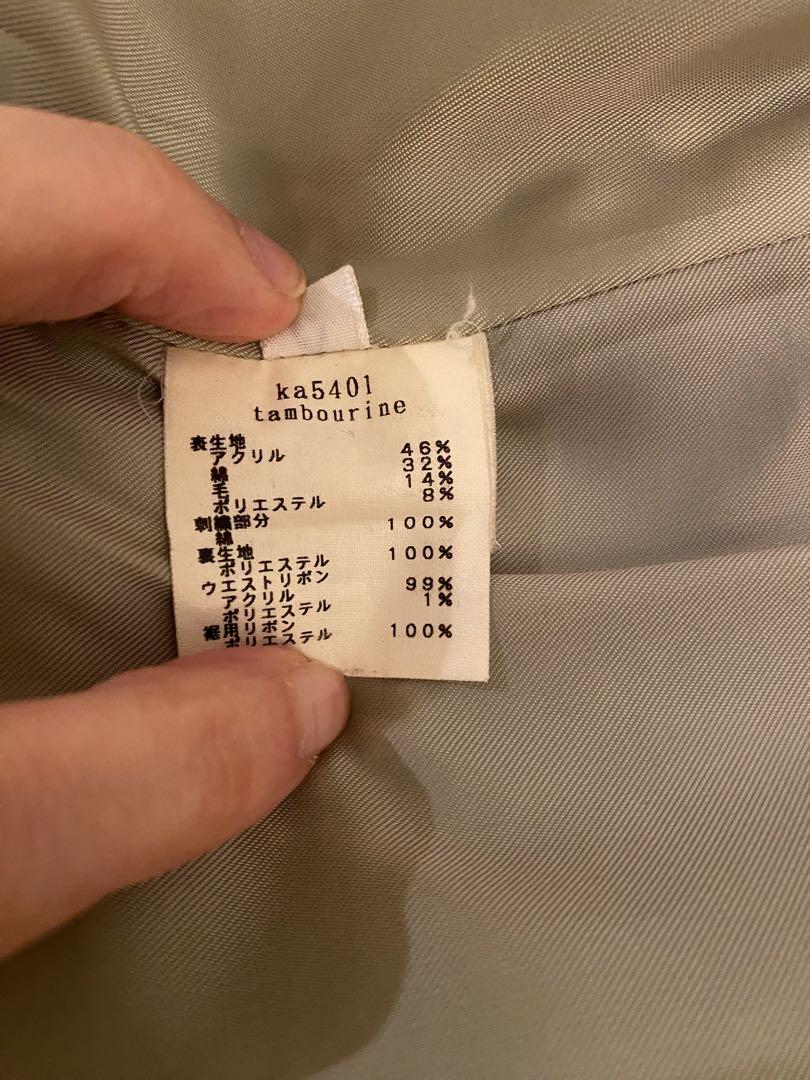 ka5401
tambourine
表生地
アクリル 46%
綿 32%
毛 14%
ポリエステル 8%
刺繍部分
綿 100%
裏生地
ポリエステル 100%
ウエストリボン
アクリル 99%
ポリエステル 1%
裾用リボン
ポリエステル 100%